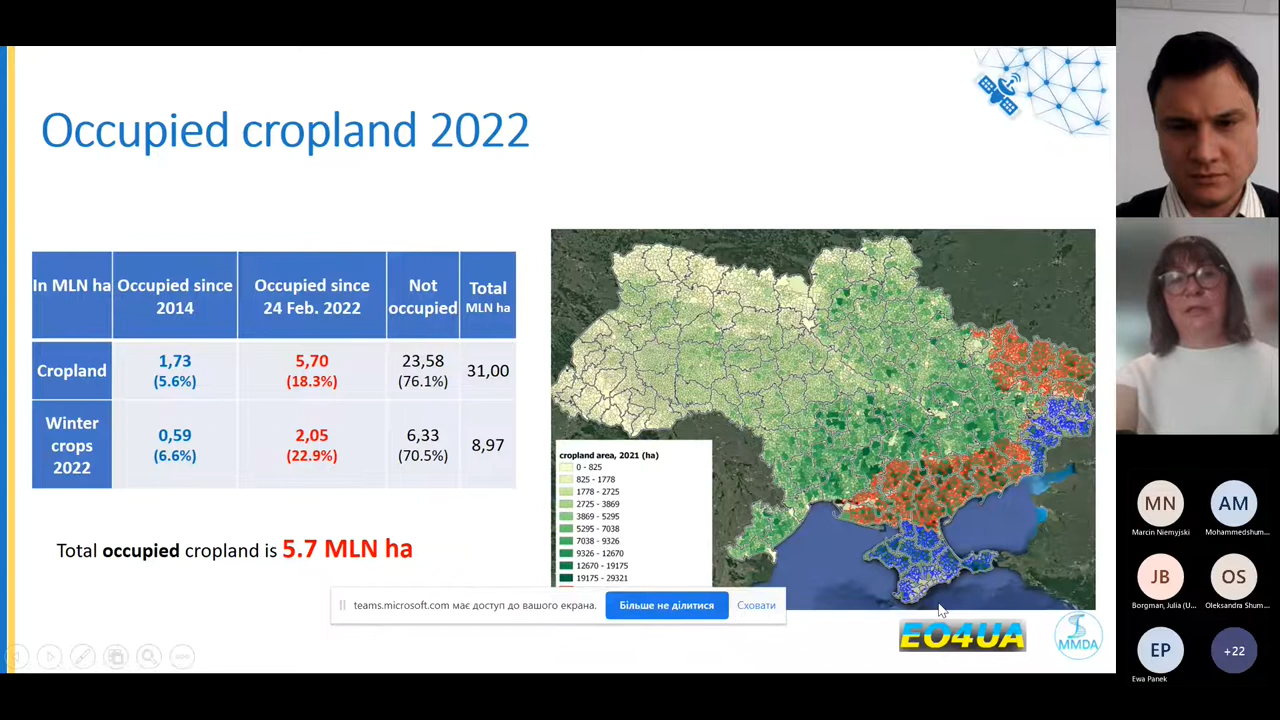 Occupied cropland 2022
In MLN ha
Occupied since
2014
Occupied since
24 Feb. 2022
Not
occupied
Total
MLN ha
Cropland
1,73
(5.6%)
5,70
(18.3%)
23,58
(76.1%)
31,00
Winter
crops
2022
0,59
(6.6%)
2,05
(22.9%)
6,33
(70.5%)
8,97
Total occupied cropland is 5.7 MLN ha
cropland area, 2021 (ha)
0 - 825
825 - 1778
1778 - 2725
2725 - 3869
3869 - 5295
5295 - 7038
7038 - 9326
9326 - 12670
12670 - 19175
19175 - 29321
teams.microsoft.com має доступ до вашого екрана.
Більше не ділитися
Сховати
EO4UA
MMDA
MN
Marcin Niemyjski
AM
Mohammedshum...
JB
Borgman, Julia (U...
OS
Oleksandra Shum...
EP
Ewa Panek
+22